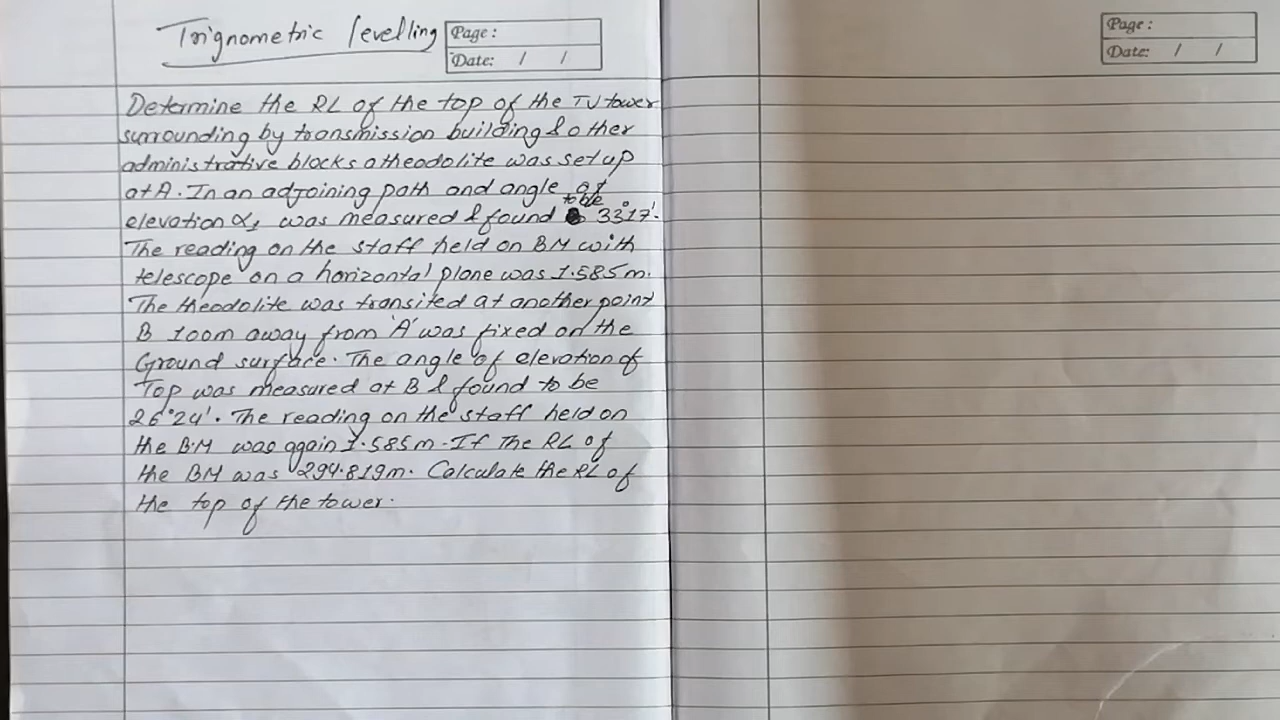 Trignometric levelling
Page:
Date: / /
Page:
Date: / /
Determine the RL of the top of the TV tower
surrounding by transmission building & other
administrative blocks a theodolite was set up
at A. In an adjoining path and angle of
elevation α₁ was measured & found to be 33°17'.
The reading on the staff held on BM with
telescope on a horizontal plane was 1.585m.
The theodolite was transited at another point
B 100m away from 'A' was fixed on the
Ground surface. The angle of elevation of
Top was measured at B & found to be
26°24'. The reading on the staff held on
the B.M was again 1.585m. If the RL of
the BM was 294.819m. Calculate the RL of
the top of the tower.